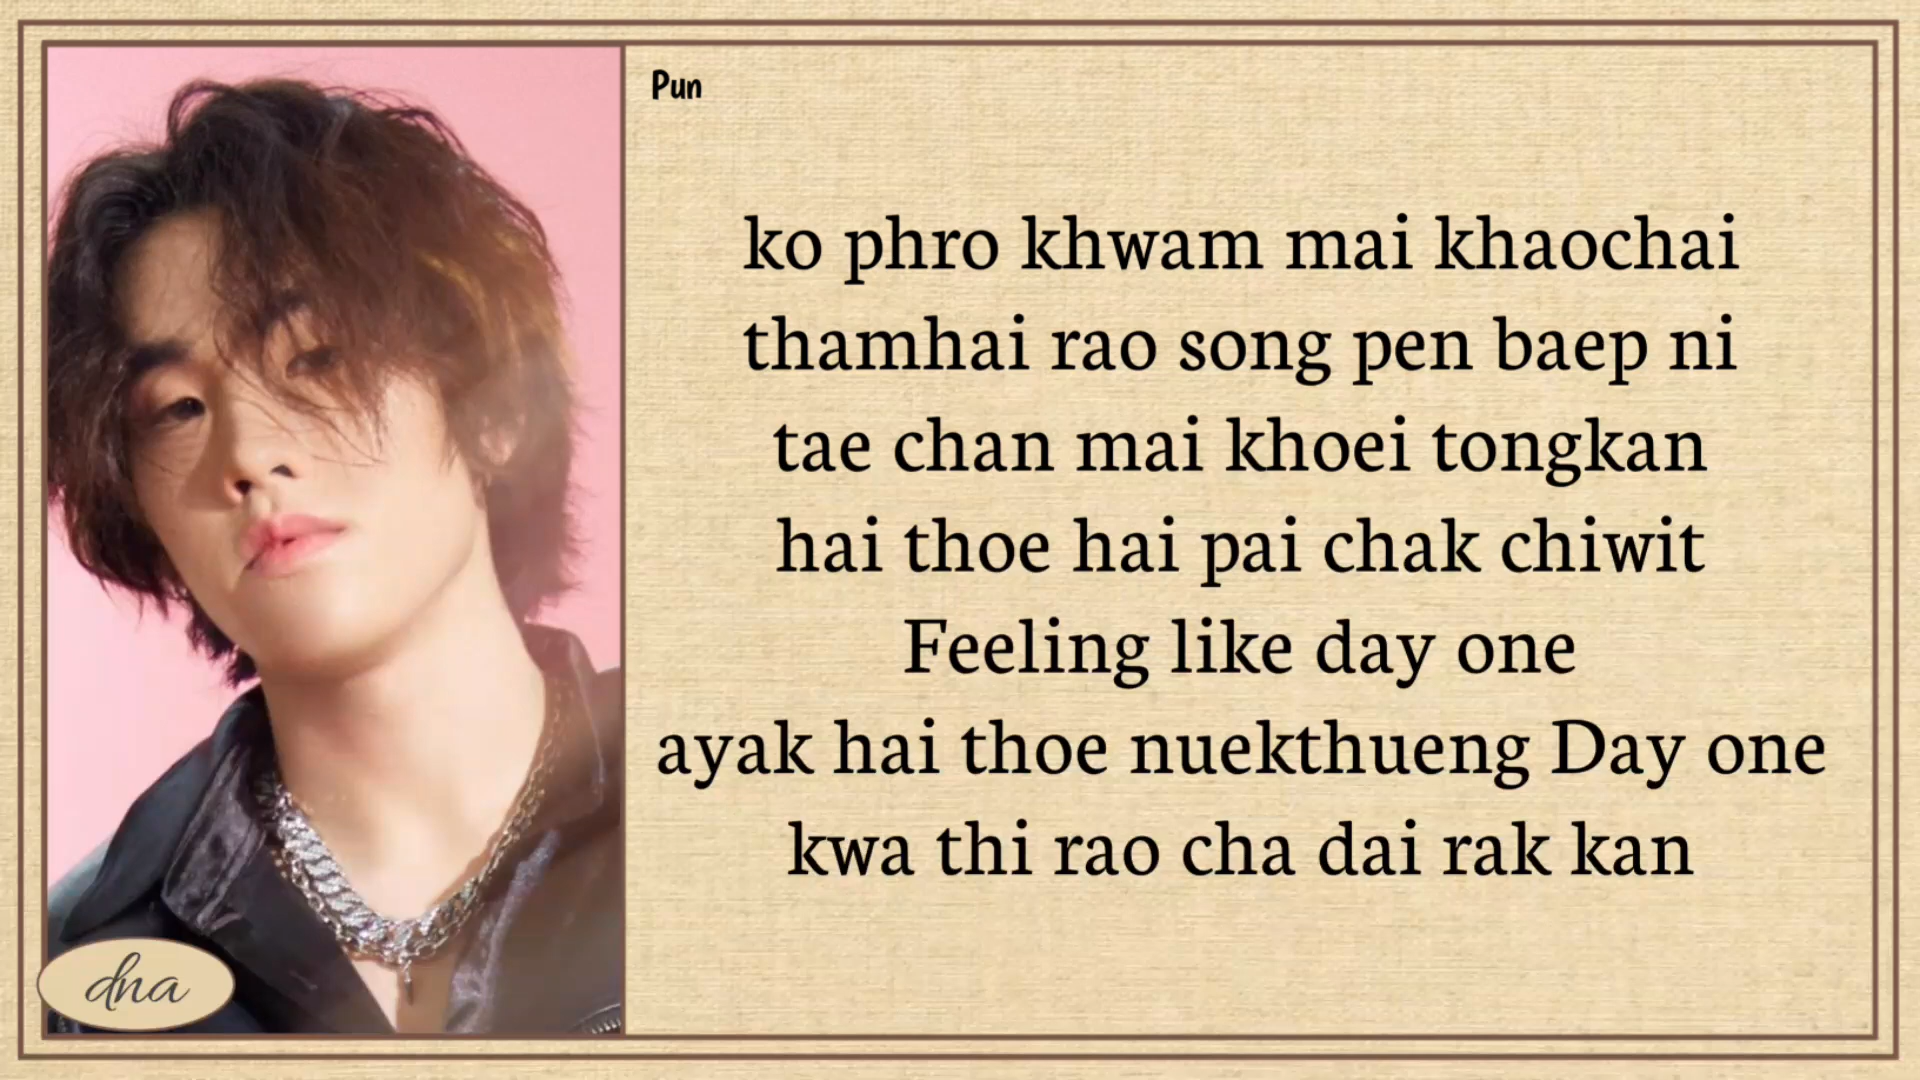 Pun
ko phro khwam mai khaochai
thamhai rao song pen baep ni
tae chan mai khoei tongkan
hai thoe hai pai chak chiwit
Feeling like day one
ayak hai thoe nuekthueng Day one
kwa thi rao cha dai rak kan
dna